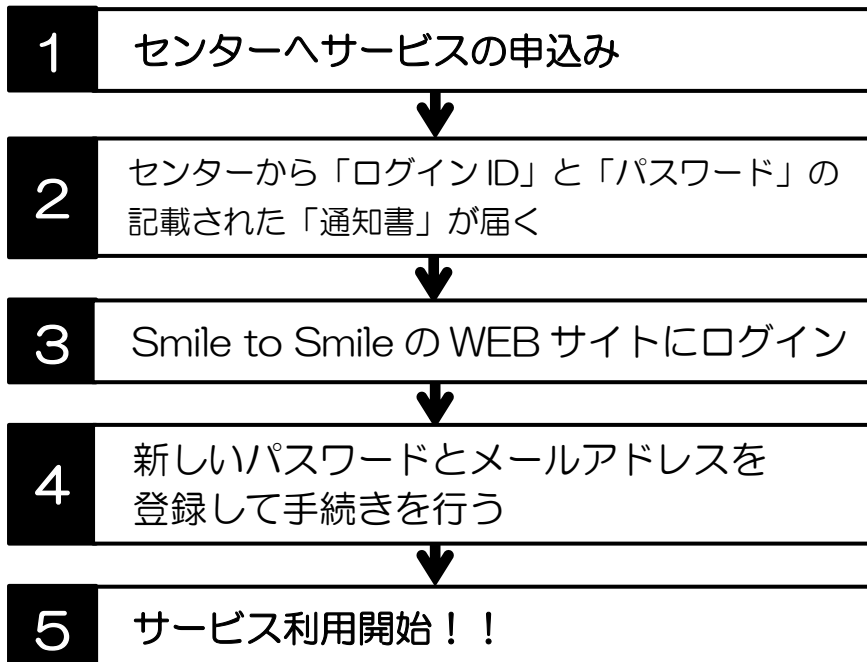 1 センターへサービスの申込み
2 センターから「ログインID」と「パスワード」の
記載された「通知書」が届く
3 Smile to Smile の WEB サイトにログイン
4 新しいパスワードとメールアドレスを
登録して手続きを行う
5 サービス利用開始！！